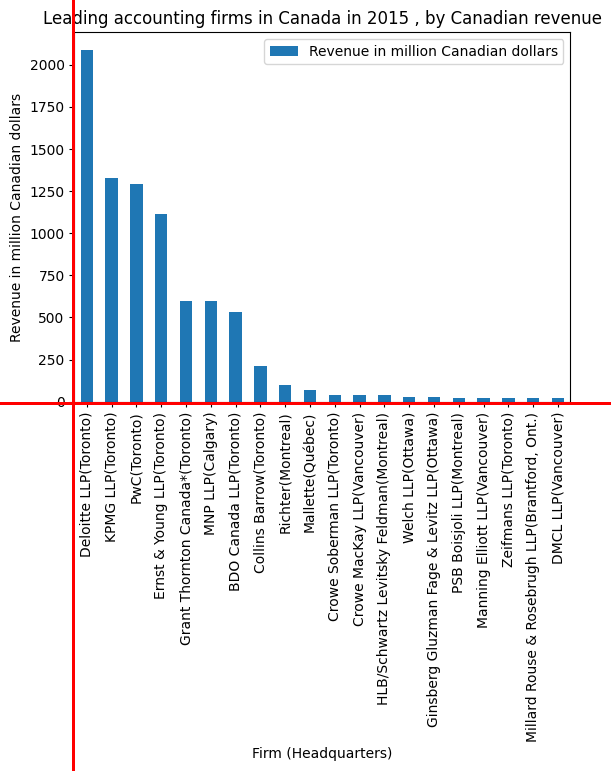 Leading accounting firms in Canada in 2015 , by Canadian revenue
Revenue in million Canadian dollars
Revenue in million Canadian dollars
2000
1750
1500
1250
1000
750
500
250
0
Deloitte LLP(Toronto)
KPMG LLP(Toronto)
PwC(Toronto)
Ernst & Young LLP(Toronto)
Grant Thornton Canada*(Toronto)
MNP LLP(Calgary)
BDO Canada LLP(Toronto)
Collins Barrow(Toronto)
Richter(Montreal)
Mallette(Québec)
Crowe Soberman LLP(Toronto)
Crowe MacKay LLP(Vancouver)
HLB/Schwartz Levitsky Feldman(Montreal)
Welch LLP(Ottawa)
Ginsberg Gluzman Fage & Levitz LLP(Ottawa)
PSB Boisjoli LLP(Montreal)
Manning Elliott LLP(Vancouver)
Zeifmans LLP(Toronto)
Millard Rouse & Rosebrugh LLP(Brantford, Ont.)
DMCL LLP(Vancouver)
Firm (Headquarters)